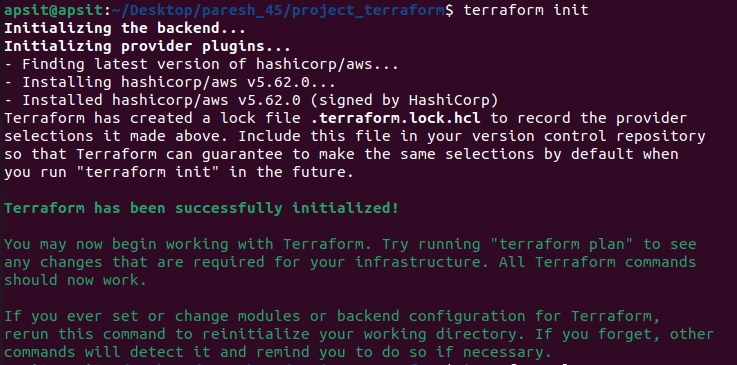 apsit@apsit:~/Desktop/paresh_45/project_terraform$ terraform init
Initializing the backend...
Initializing provider plugins...
- Finding latest version of hashicorp/aws...
- Installing hashicorp/aws v5.62.0...
- Installed hashicorp/aws v5.62.0 (signed by HashiCorp)
Terraform has created a lock file .terraform.lock.hcl to record the provider
selections it made above. Include this file in your version control repository
so that Terraform can guarantee to make the same selections by default when
you run "terraform init" in the future.
Terraform has been successfully initialized!
You may now begin working with Terraform. Try running "terraform plan" to see
any changes that are required for your infrastructure. All Terraform commands
should now work.
If you ever set or change modules or backend configuration for Terraform,
rerun this command to reinitialize your working directory. If you forget, other
commands will detect it and remind you to do so if necessary.